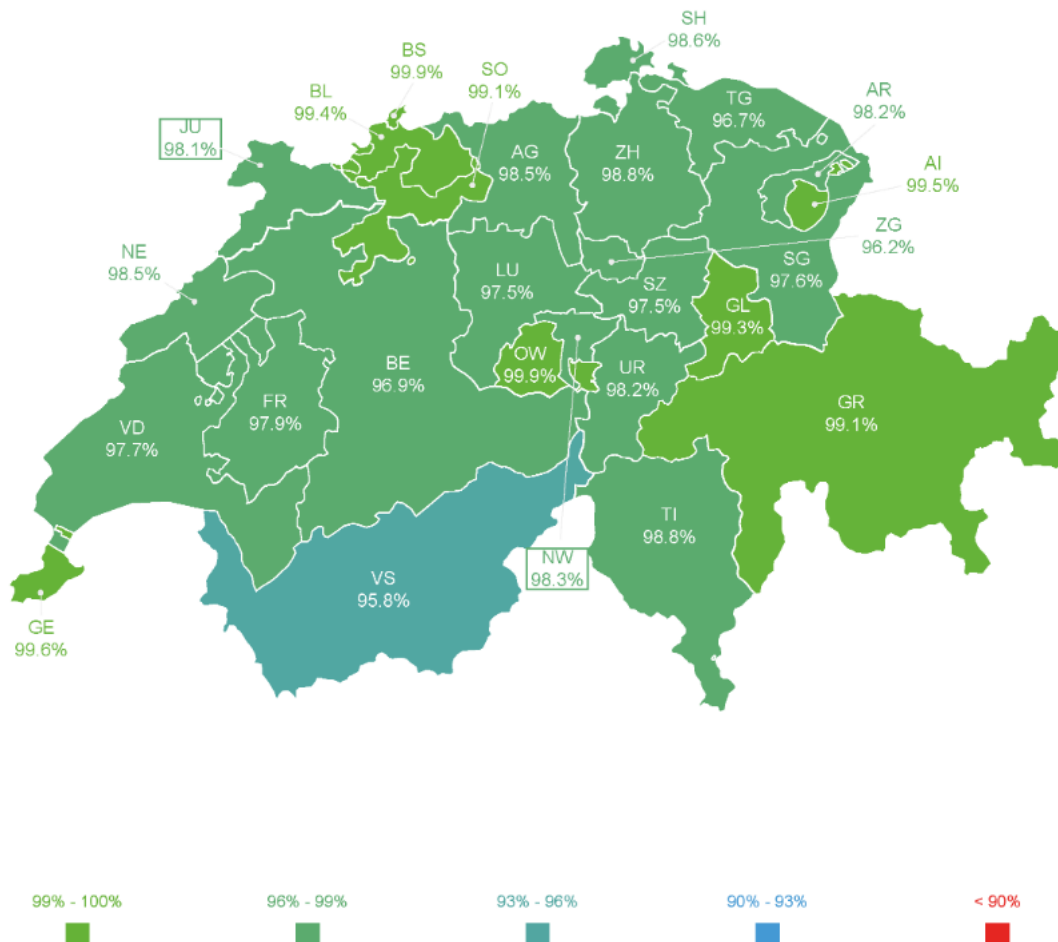 SH
98.6%
BS
99.9%
SO
99.1%
BL
99.4%
AR
98.2%
TG
96.7%
JU
98.1%
AG
98.5%
ZH
98.8%
AI
99.5%
ZG
96.2%
NE
98.5%
LU
97.5%
SZ
97.5%
SG
97.6%
GL
99.3%
OW
99.9%
BE
96.9%
UR
98.2%
FR
97.9%
GR
99.1%
VD
97.7%
TI
98.8%
NW
98.3%
VS
95.8%
GE
99.6%
99% - 100%
96% - 99%
93% - 96%
90% - 93%
< 90%